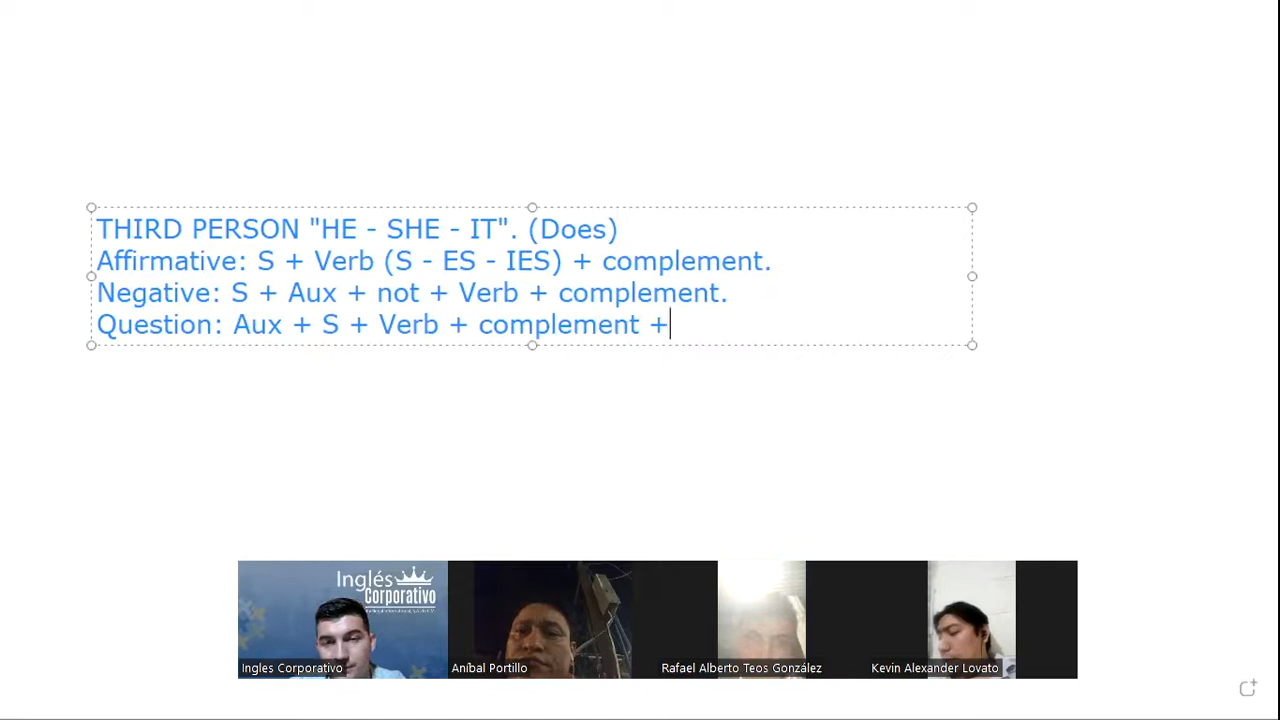 THIRD PERSON "HE - SHE - IT". (Does)
Affirmative: S + Verb (S - ES - IES) + complement.
Negative: S + Aux + not + Verb + complement.
Question: Aux + S + Verb + complement +
Inglés
Corporativo
Ingles Corporativo
Aníbal Portillo
Rafael Alberto Teos González
Kevin Alexander Lovato